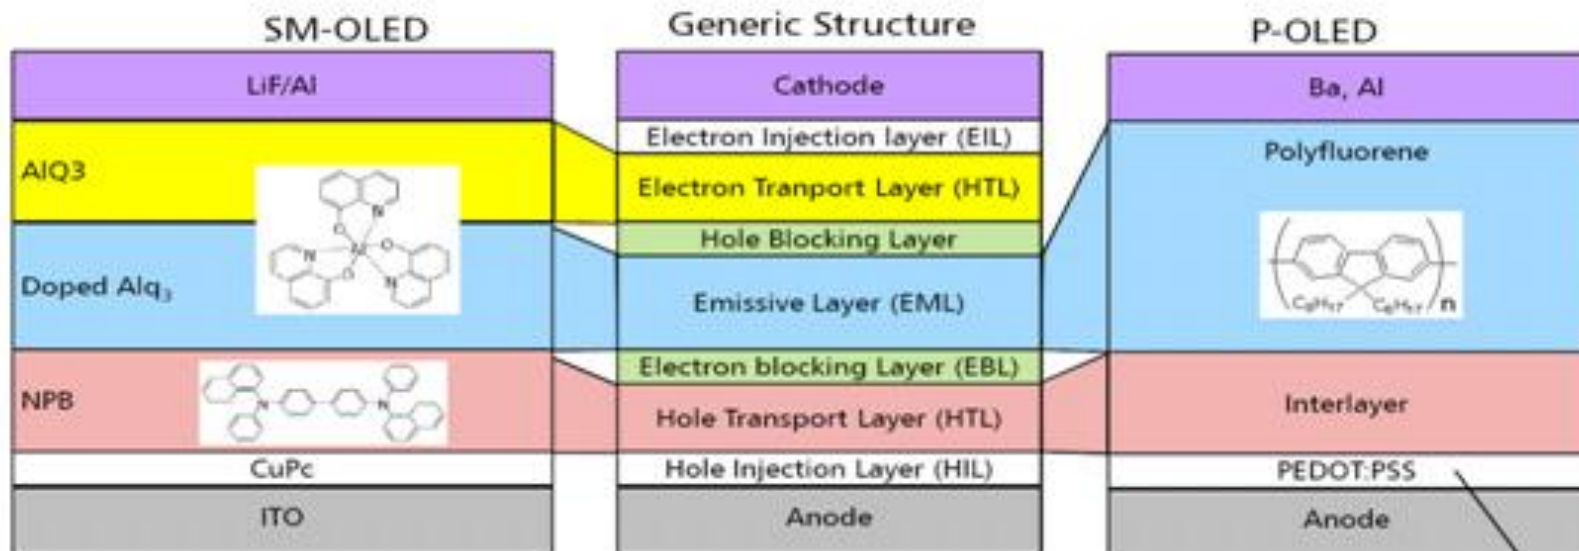 SM-OLED
LiF/Al
AlQ3
Doped Alq₃
NPB
CuPc
ITO
Generic Structure
Cathode
Electron Injection layer (EIL)
Electron Tranport Layer (HTL)
Hole Blocking Layer
Emissive Layer (EML)
Electron blocking Layer (EBL)
Hole Transport Layer (HTL)
Hole Injection Layer (HIL)
Anode
P-OLED
Ba, Al
Polyfluorene
C₈H₁₇ C₈H₁₇ n
Interlayer
PEDOT:PSS
Anode